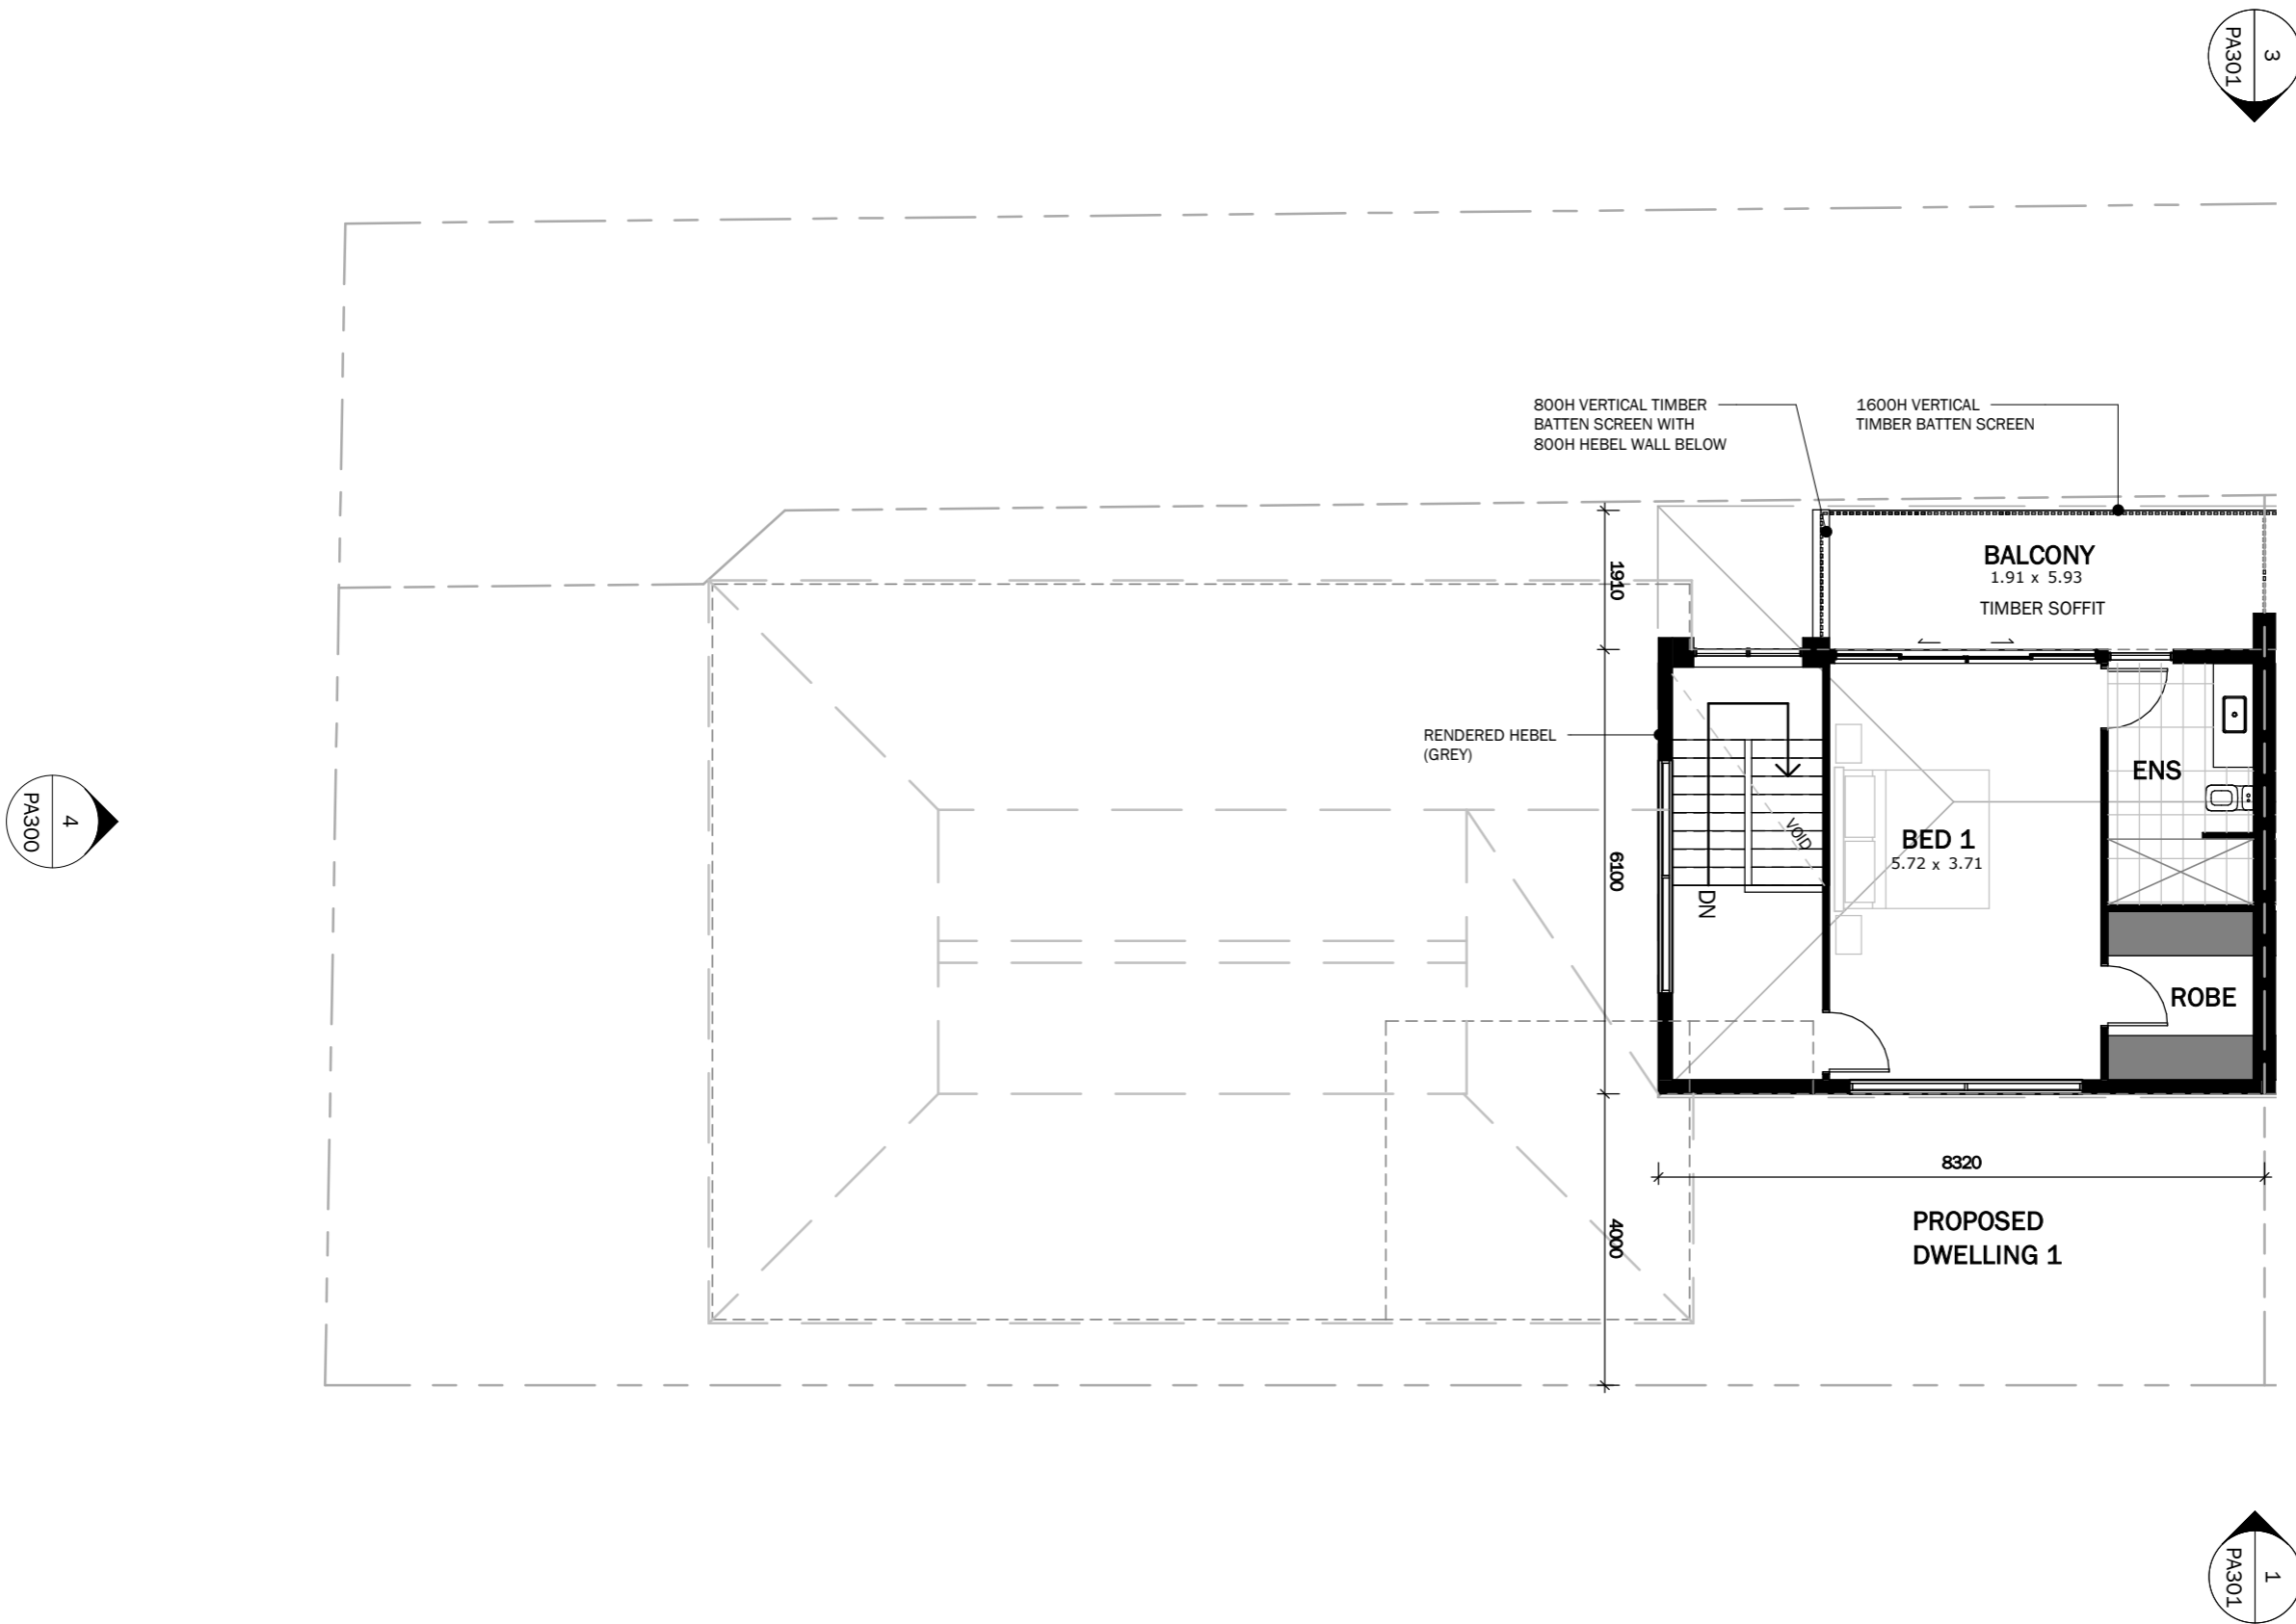 3
PA301
800H VERTICAL TIMBER
BATTEN SCREEN WITH
800H HEBEL WALL BELOW
1600H VERTICAL
TIMBER BATTEN SCREEN
BALCONY
1.91 x 5.93
TIMBER SOFFIT
1910
RENDERED HEBEL
(GREY)
ENS
4
PA300
VOID
BED 1
5.72 x 3.71
6100
DN
ROBE
8320
4000
PROPOSED
DWELLING 1
1
PA301